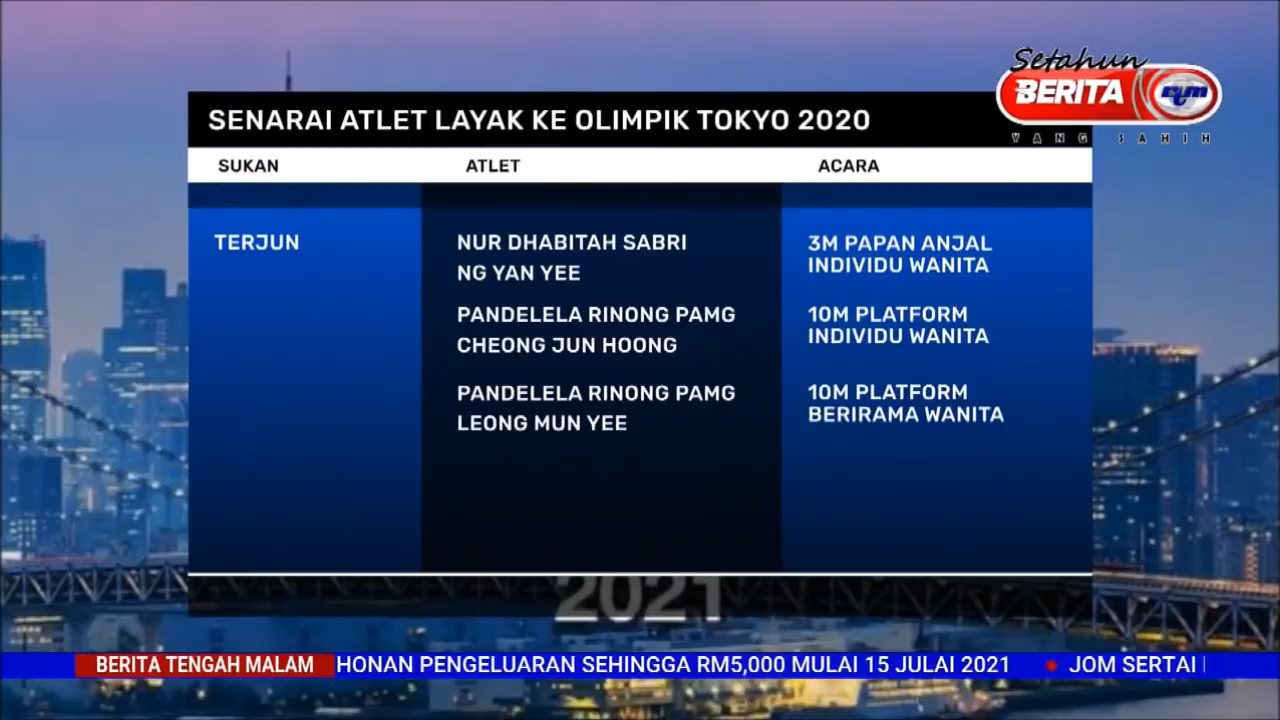 Setahun
BERITA rtm
YANG SAHIH
SENARAI ATLET LAYAK KE OLIMPIK TOKYO 2020
SUKAN ATLET ACARA
TERJUN
NUR DHABITAH SABRI
NG YAN YEE
3M PAPAN ANJAL
INDIVIDU WANITA
PANDELELA RINONG PAMG
CHEONG JUN HOONG
10M PLATFORM
INDIVIDU WANITA
PANDELELA RINONG PAMG
LEONG MUN YEE
10M PLATFORM
BERIRAMA WANITA
2021
BERITA TENGAH MALAM HONAN PENGELUARAN SEHINGGA RM5,000 MULAI 15 JULAI 2021 • JOM SERTAI